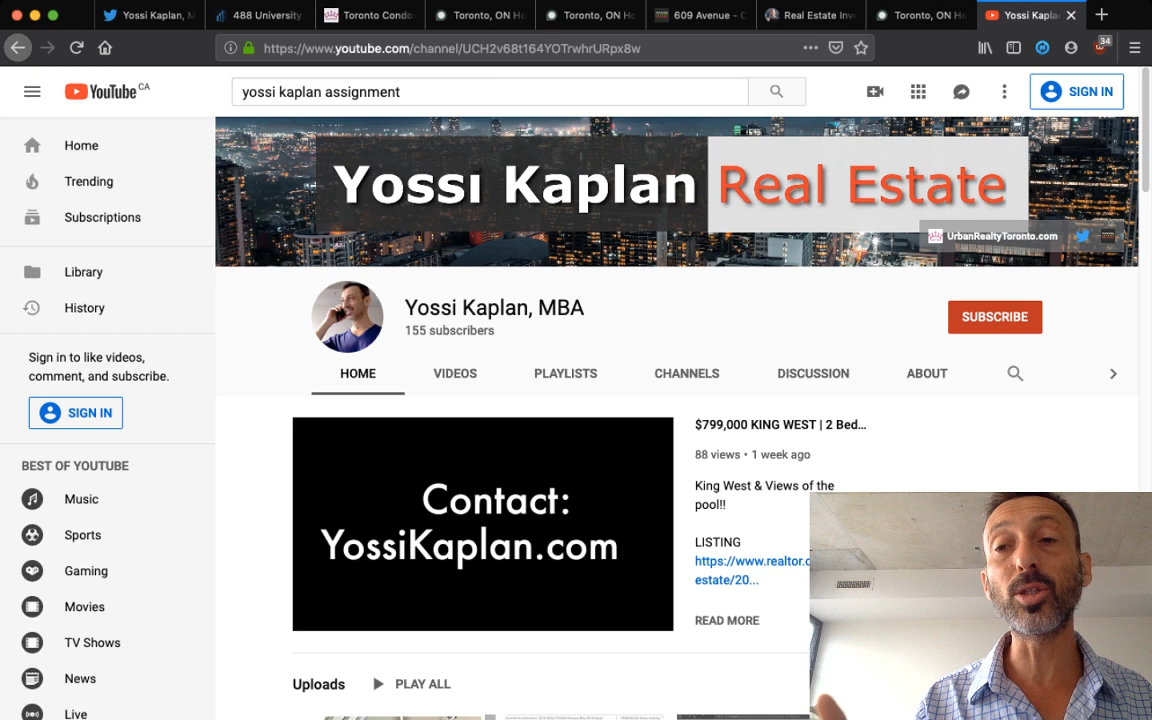 Yossi Kaplan, M
488 University
Toronto Condo
Toronto, ON Ho
Toronto, ON Ho
609 Avenue - C
Real Estate Inv
Toronto, ON Ho
Yossi Kaplan
https://www.youtube.com/channel/UCH2v68t164YOTrwhrURpx8w
34
YouTube CA
yossi kaplan assignment
SIGN IN
Home
Trending
Subscriptions
Library
History
Sign in to like videos,
comment, and subscribe.
SIGN IN
BEST OF YOUTUBE
Music
Sports
Gaming
Movies
TV Shows
News
Live
Yossi Kaplan Real Estate
UrbanRealtyToronto.com
Yossi Kaplan, MBA
155 subscribers
SUBSCRIBE
HOME
VIDEOS
PLAYLISTS
CHANNELS
DISCUSSION
ABOUT
Contact:
YossiKaplan.com
$799,000 KING WEST | 2 Bed...
88 views • 1 week ago
King West & Views of the
pool!!
LISTING
https://www.realtor.c
estate/20...
READ MORE
Uploads
PLAY ALL